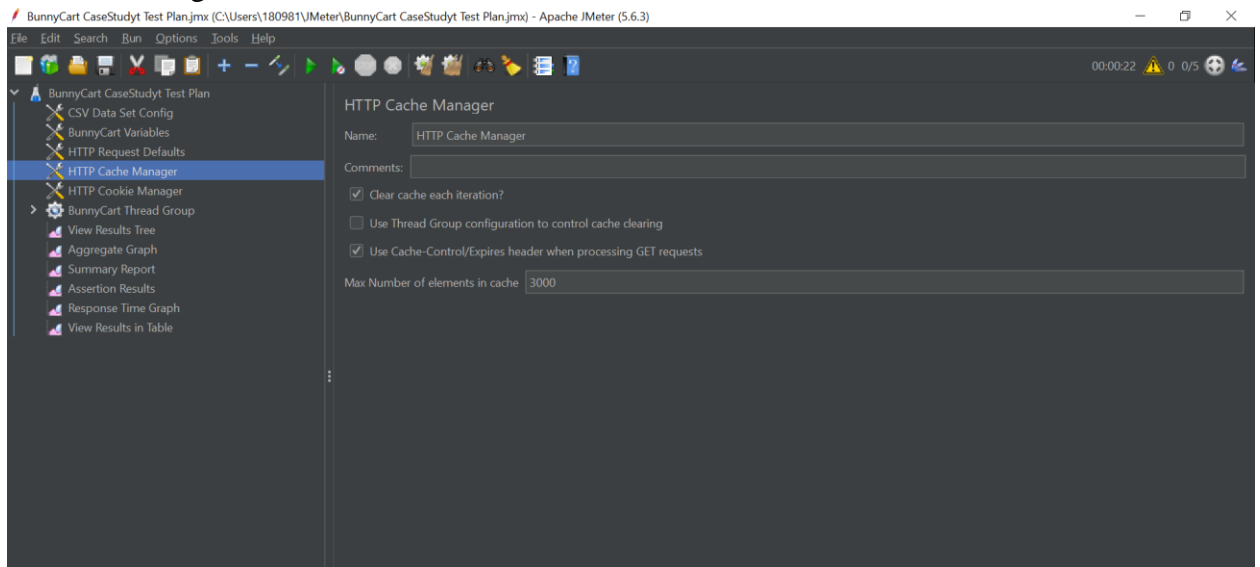 BunnyCart CaseStudyt Test Plan.jmx (C:\Users\180981\JMeter\BunnyCart CaseStudyt Test Plan.jmx) - Apache JMeter (5.6.3)
File Edit Search Run Options Tools Help
00:00:22 0 0/5
BunnyCart CaseStudyt Test Plan
CSV Data Set Config
BunnyCart Variables
HTTP Request Defaults
HTTP Cache Manager
HTTP Cookie Manager
BunnyCart Thread Group
View Results Tree
Aggregate Graph
Summary Report
Assertion Results
Response Time Graph
View Results in Table
HTTP Cache Manager
Name: HTTP Cache Manager
Comments:
Clear cache each iteration?
Use Thread Group configuration to control cache clearing
Use Cache-Control/Expires header when processing GET requests
Max Number of elements in cache 3000